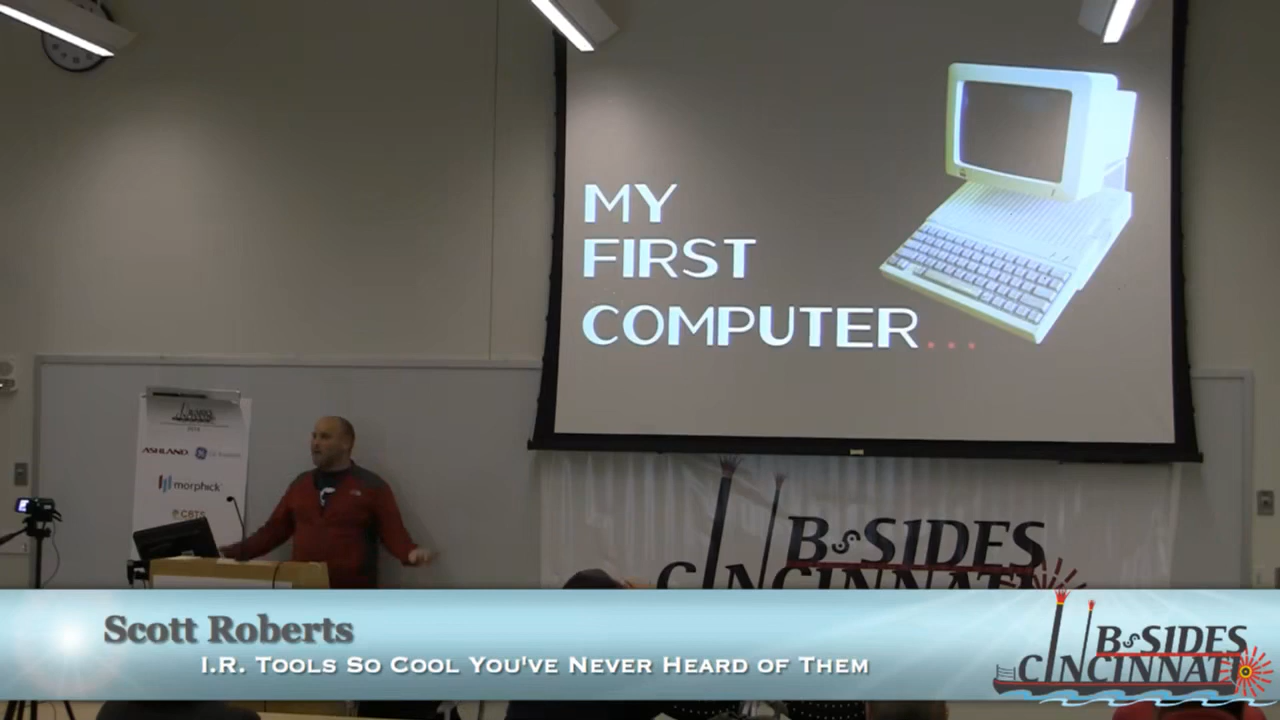 MY
FIRST
COMPUTER...
ASHLAND
morphick
CBTS
B-SIDES
CINCINNATI
Scott Roberts
I.R. TOOLS SO COOL YOU'VE NEVER HEARD OF THEM
B-SIDES
CINCINNATI